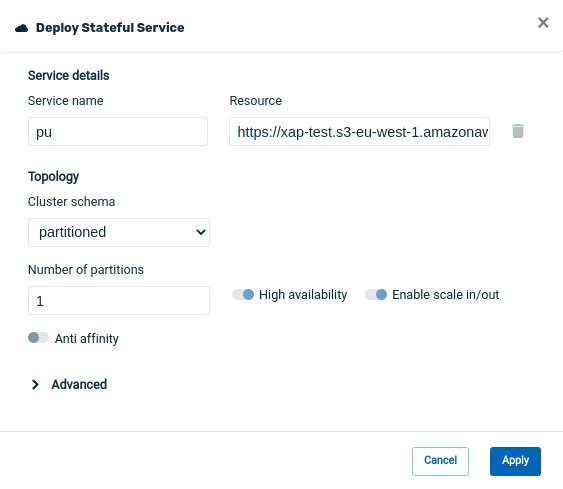 Deploy Stateful Service
Service details
Service name
Resource
pu
https://xap-test.s3-eu-west-1.amazonaw
Topology
Cluster schema
partitioned
Number of partitions
1
High availability
Enable scale in/out
Anti affinity
Advanced
Cancel
Apply